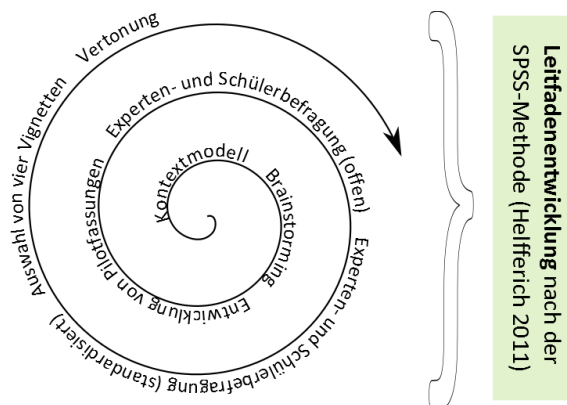 Kontextmodell
Brainstorming
Entwicklung von Pilotfassungen
Experten- und Schülerbefragung (offen)
Experten- und Schülerbefragung (standardisiert)
Auswahl von vier Vignetten
Vertonung
Leitfadenentwicklung nach der
SPSS-Methode (Helfferich 2011)